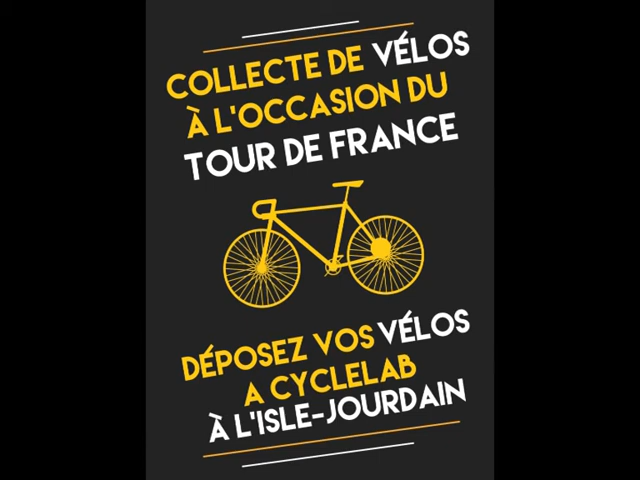 COLLECTE DE VÉLOS
À L'OCCASION DU
TOUR DE FRANCE
DÉPOSEZ VOS VÉLOS
A CYCLELAB
À L'ISLE-JOURDAIN